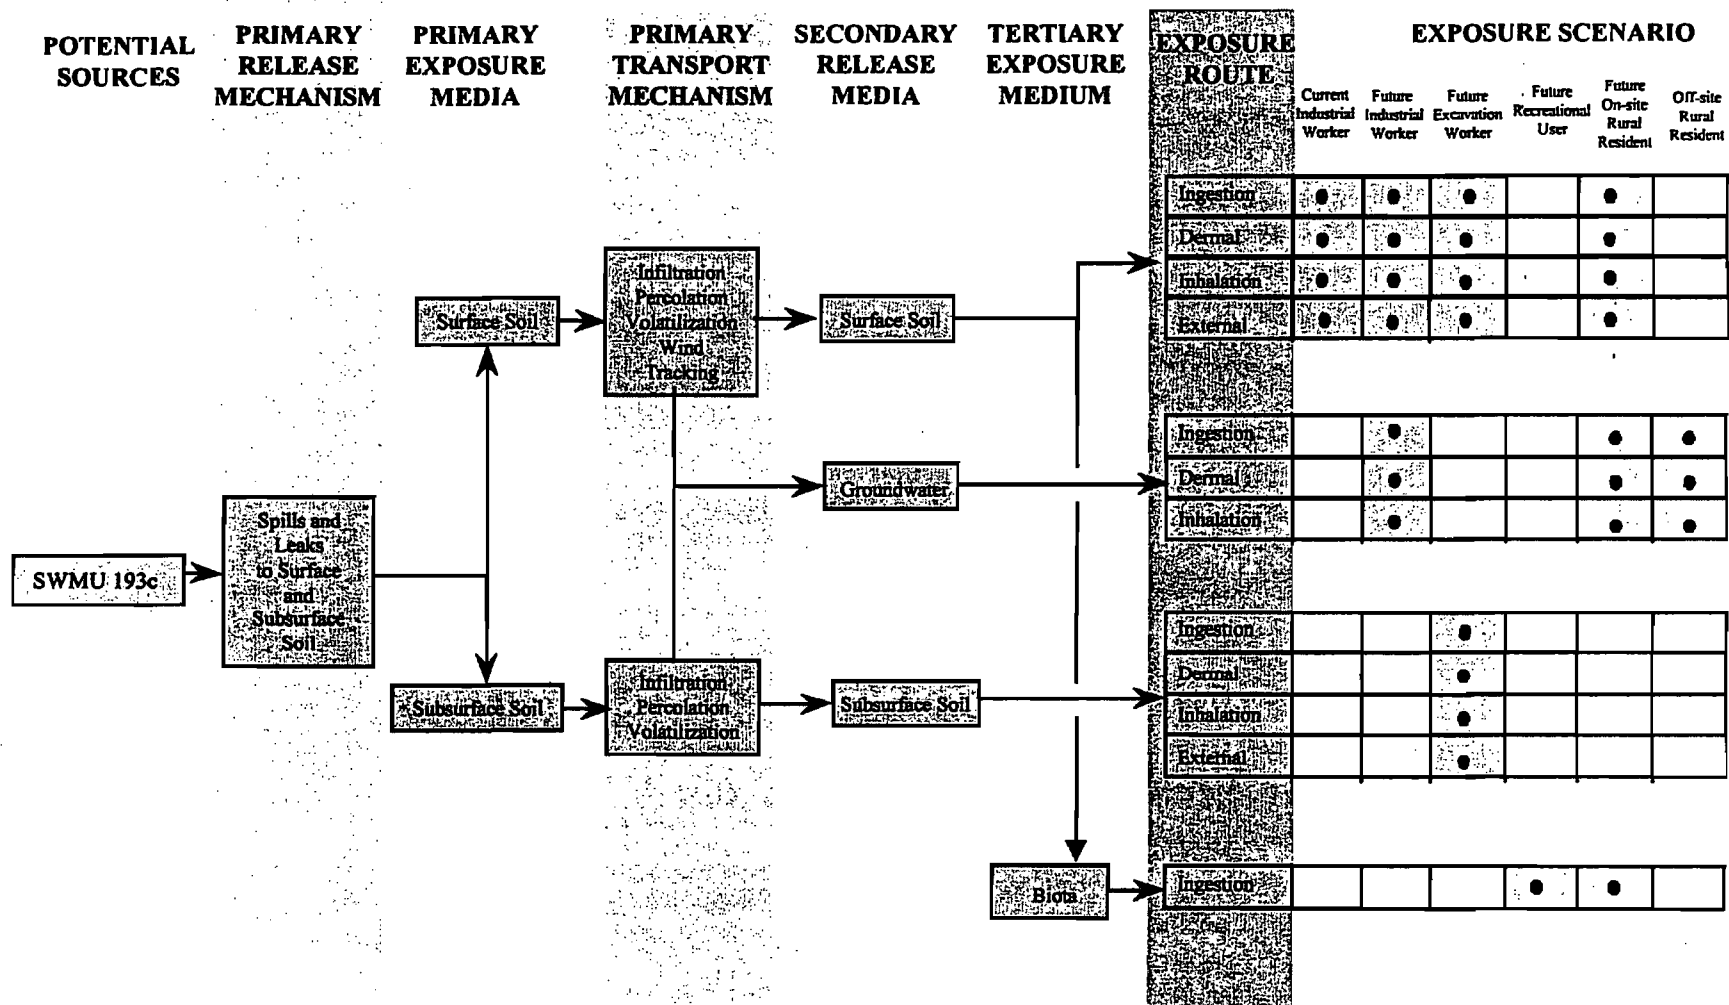 POTENTIAL
SOURCES
PRIMARY
RELEASE
MECHANISM
PRIMARY
EXPOSURE
MEDIA
PRIMARY
TRANSPORT
MECHANISM
SECONDARY
RELEASE
MEDIA
TERTIARY
EXPOSURE
MEDIUM
EXPOSURE
ROUTE
EXPOSURE SCENARIO
Current
Industrial
Worker
Future
Industrial
Worker
Future
Excavation
Worker
Future
Recreational
User
Future
On-site
Rural
Resident
Off-site
Rural
Resident
SWMU 193c
Spills and
Leaks
to Surface
and
Subsurface
Soil
Surface Soil
Subsurface Soil
Infiltration
Percolation
Volatilization
Wind
Tracking
Infiltration
Percolation
Volatilization
Surface Soil
Groundwater
Subsurface Soil
Biota
Ingestion
Dermal
Inhalation
External
Ingestion
Dermal
Inhalation
Ingestion
Dermal
Inhalation
External
Ingestion